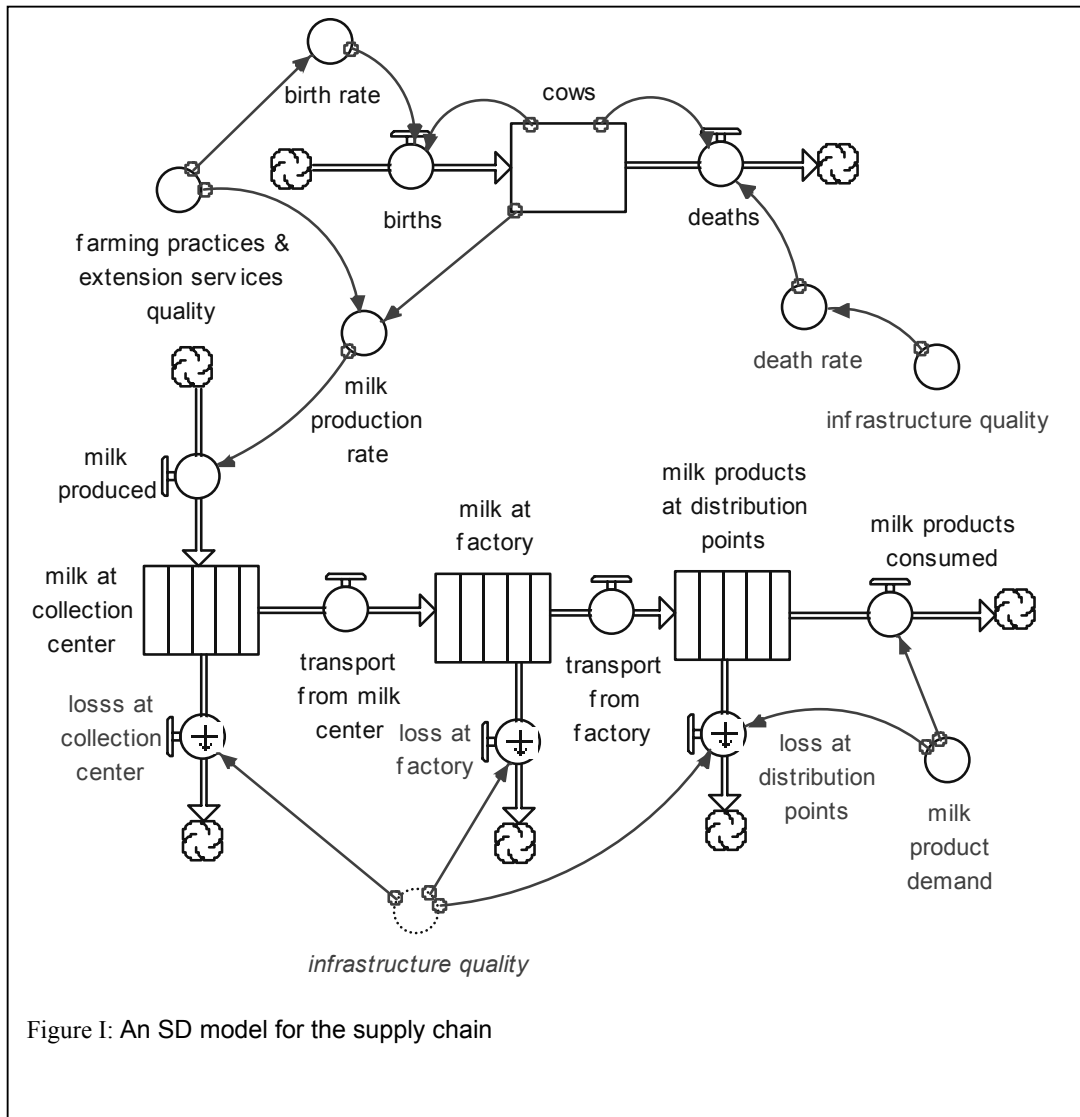 birth rate
cows
births
deaths
farming practices &
extension services
quality
death rate
infrastructure quality
milk
production
rate
milk
produced
milk products
at distribution
points
milk at
factory
milk products
consumed
milk at
collection
center
transport
from milk
center
transport
from
factory
losss at
collection
center
loss at
factory
loss at
distribution
points
milk
product
demand
infrastructure quality
Figure I: An SD model for the supply chain